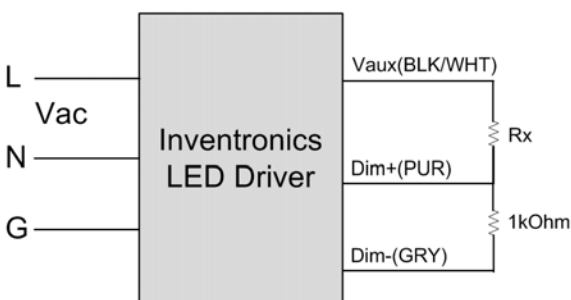 L
Vac
N
G
Inventronics
LED Driver
Vaux(BLK/WHT)
Rx
Dim+(PUR)
1kOhm
Dim-(GRY)